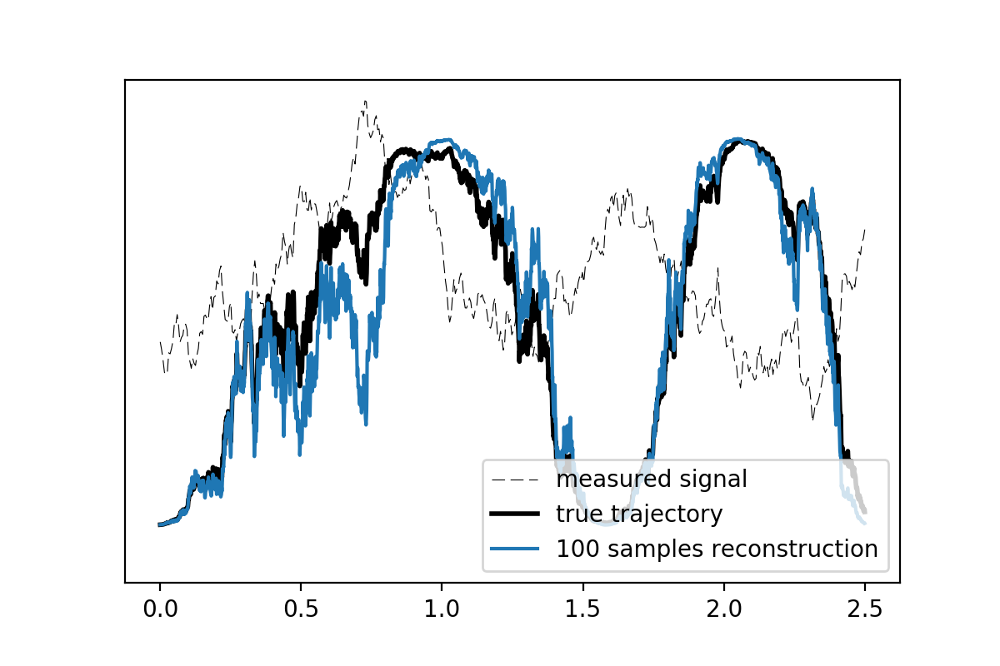 measured signal
true trajectory
100 samples reconstruction
0.0 0.5 1.0 1.5 2.0 2.5